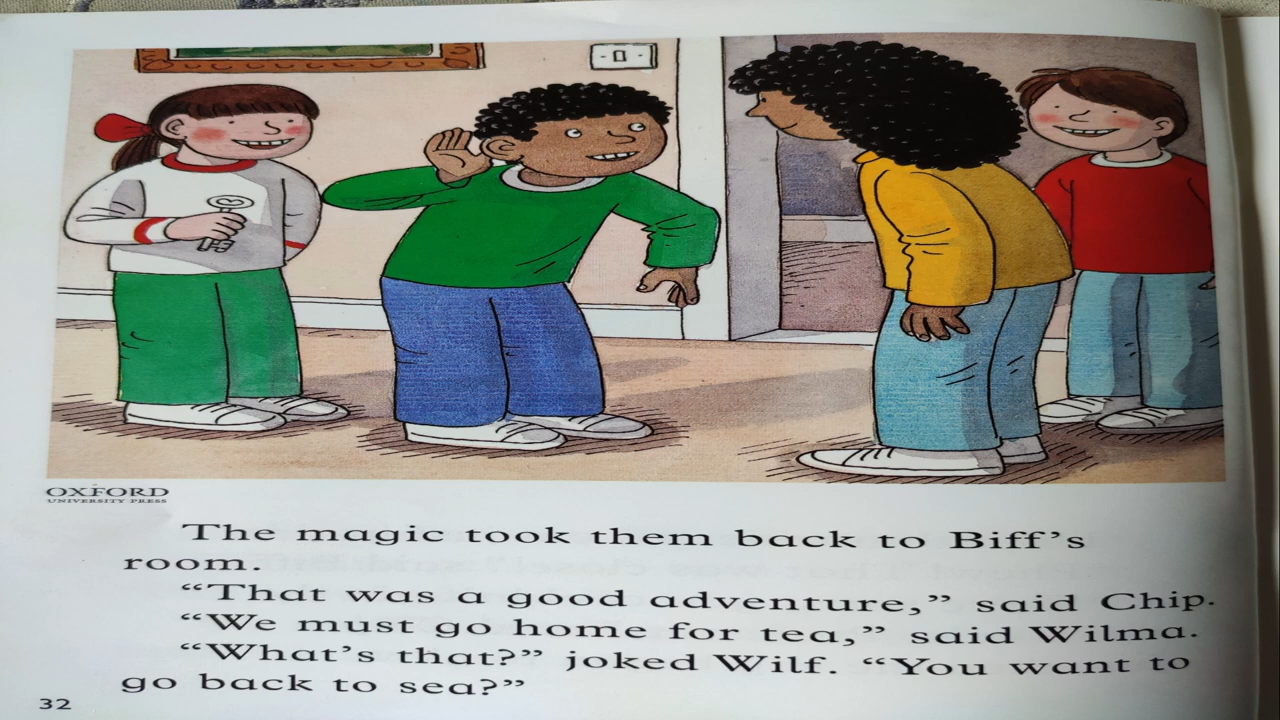 OXFORD
UNIVERSITY PRESS
The magic took them back to Biff's
room.
"That was a good adventure," said Chip.
"We must go home for tea," said Wilma.
"What's that?" joked Wilf. "You want to
go back to sea?"
32